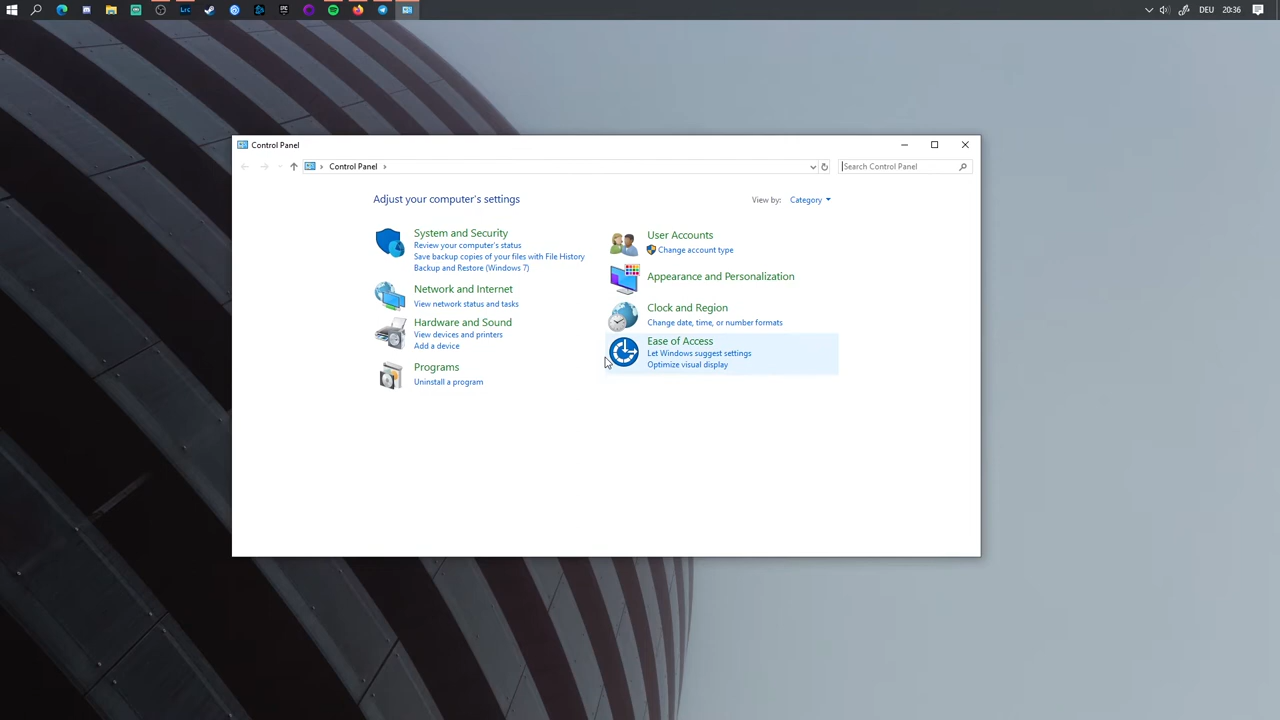 Lrc
EPIC
DEU
20:36
Control Panel
Control Panel
Search Control Panel
Adjust your computer's settings
View by:
Category
System and Security
Review your computer's status
Save backup copies of your files with File History
Backup and Restore (Windows 7)
Network and Internet
View network status and tasks
Hardware and Sound
View devices and printers
Add a device
Programs
Uninstall a program
User Accounts
Change account type
Appearance and Personalization
Clock and Region
Change date, time, or number formats
Ease of Access
Let Windows suggest settings
Optimize visual display